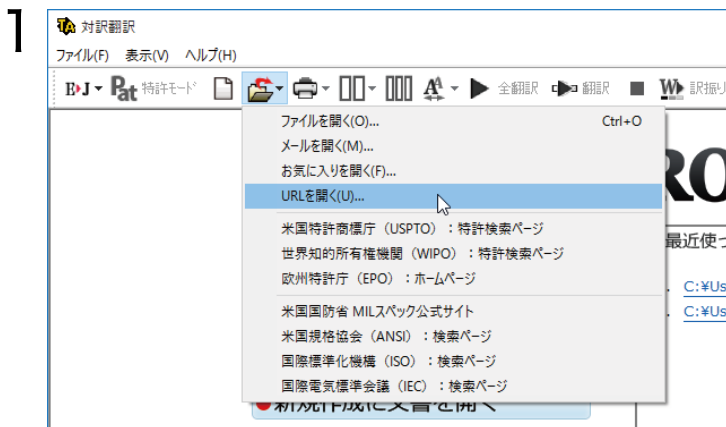 1
対訳翻訳
ファイル(F) 表示(V) ヘルプ(H)
E▸J Pat 特許モード 全翻訳 翻訳 W 訳振り
ファイルを開く(O)... Ctrl+O
メールを開く(M)...
お気に入りを開く(F)...
URLを開く(U)...
米国特許商標庁（USPTO）：特許検索ページ
世界知的所有権機関（WIPO）：特許検索ページ
欧州特許庁（EPO）：ホームページ
米国国防省 MILスペック公式サイト
米国規格協会（ANSI）：検索ページ
国際標準化機構（ISO）：検索ページ
国際電気標準会議（IEC）：検索ページ
RO
最近使っ
C:¥Us
C:¥Us